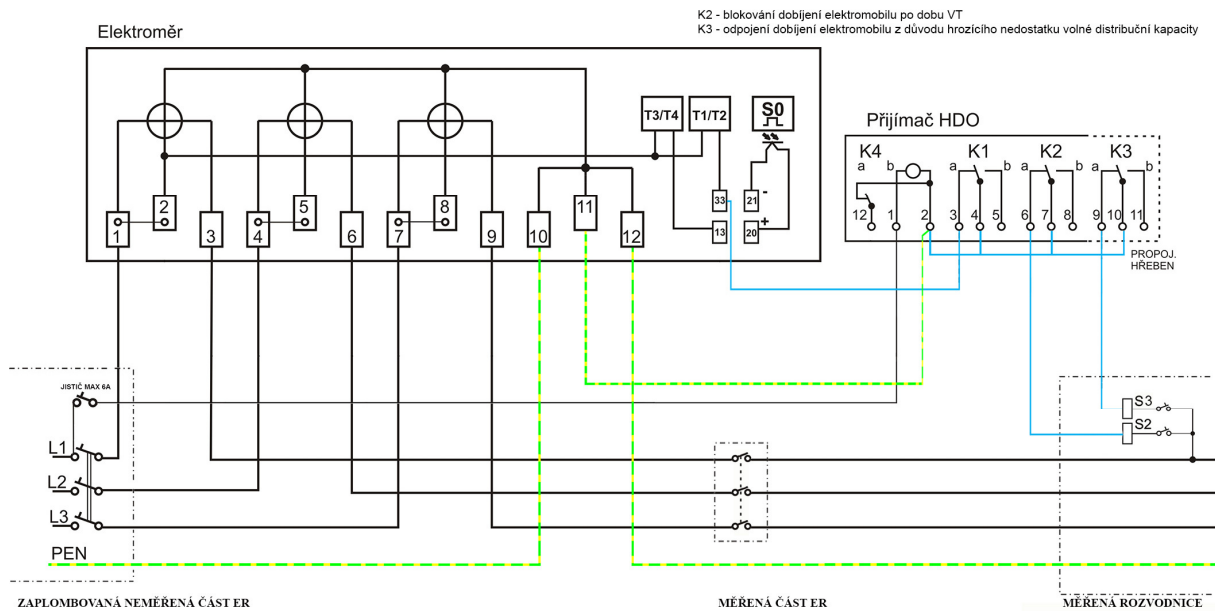 K2 - blokování dobíjení elektromobilu po dobu VT
K3 - odpojení dobíjení elektromobilu z důvodu hrozícího nedostatku volné distribuční kapacity
Elektroměr
T3/T4
T1/T2
S0
Přijímač HDO
K4
K1
K2
K3
a
b
a
b
a
b
a
b
1
2
3
4
5
6
7
8
9
10
11
12
33
13
21
-
20
+
12
1
2
3
4
5
6
7
8
9
10
11
PROPOJ.
HŘEBEN
JISTIČ MAX 6A
S3
S2
L1
L2
L3
PEN
ZAPLOMBOVANÁ NEMĚŘENÁ ČÁST ER
MĚŘENÁ ČÁST ER
MĚŘENÁ ROZVODNICE